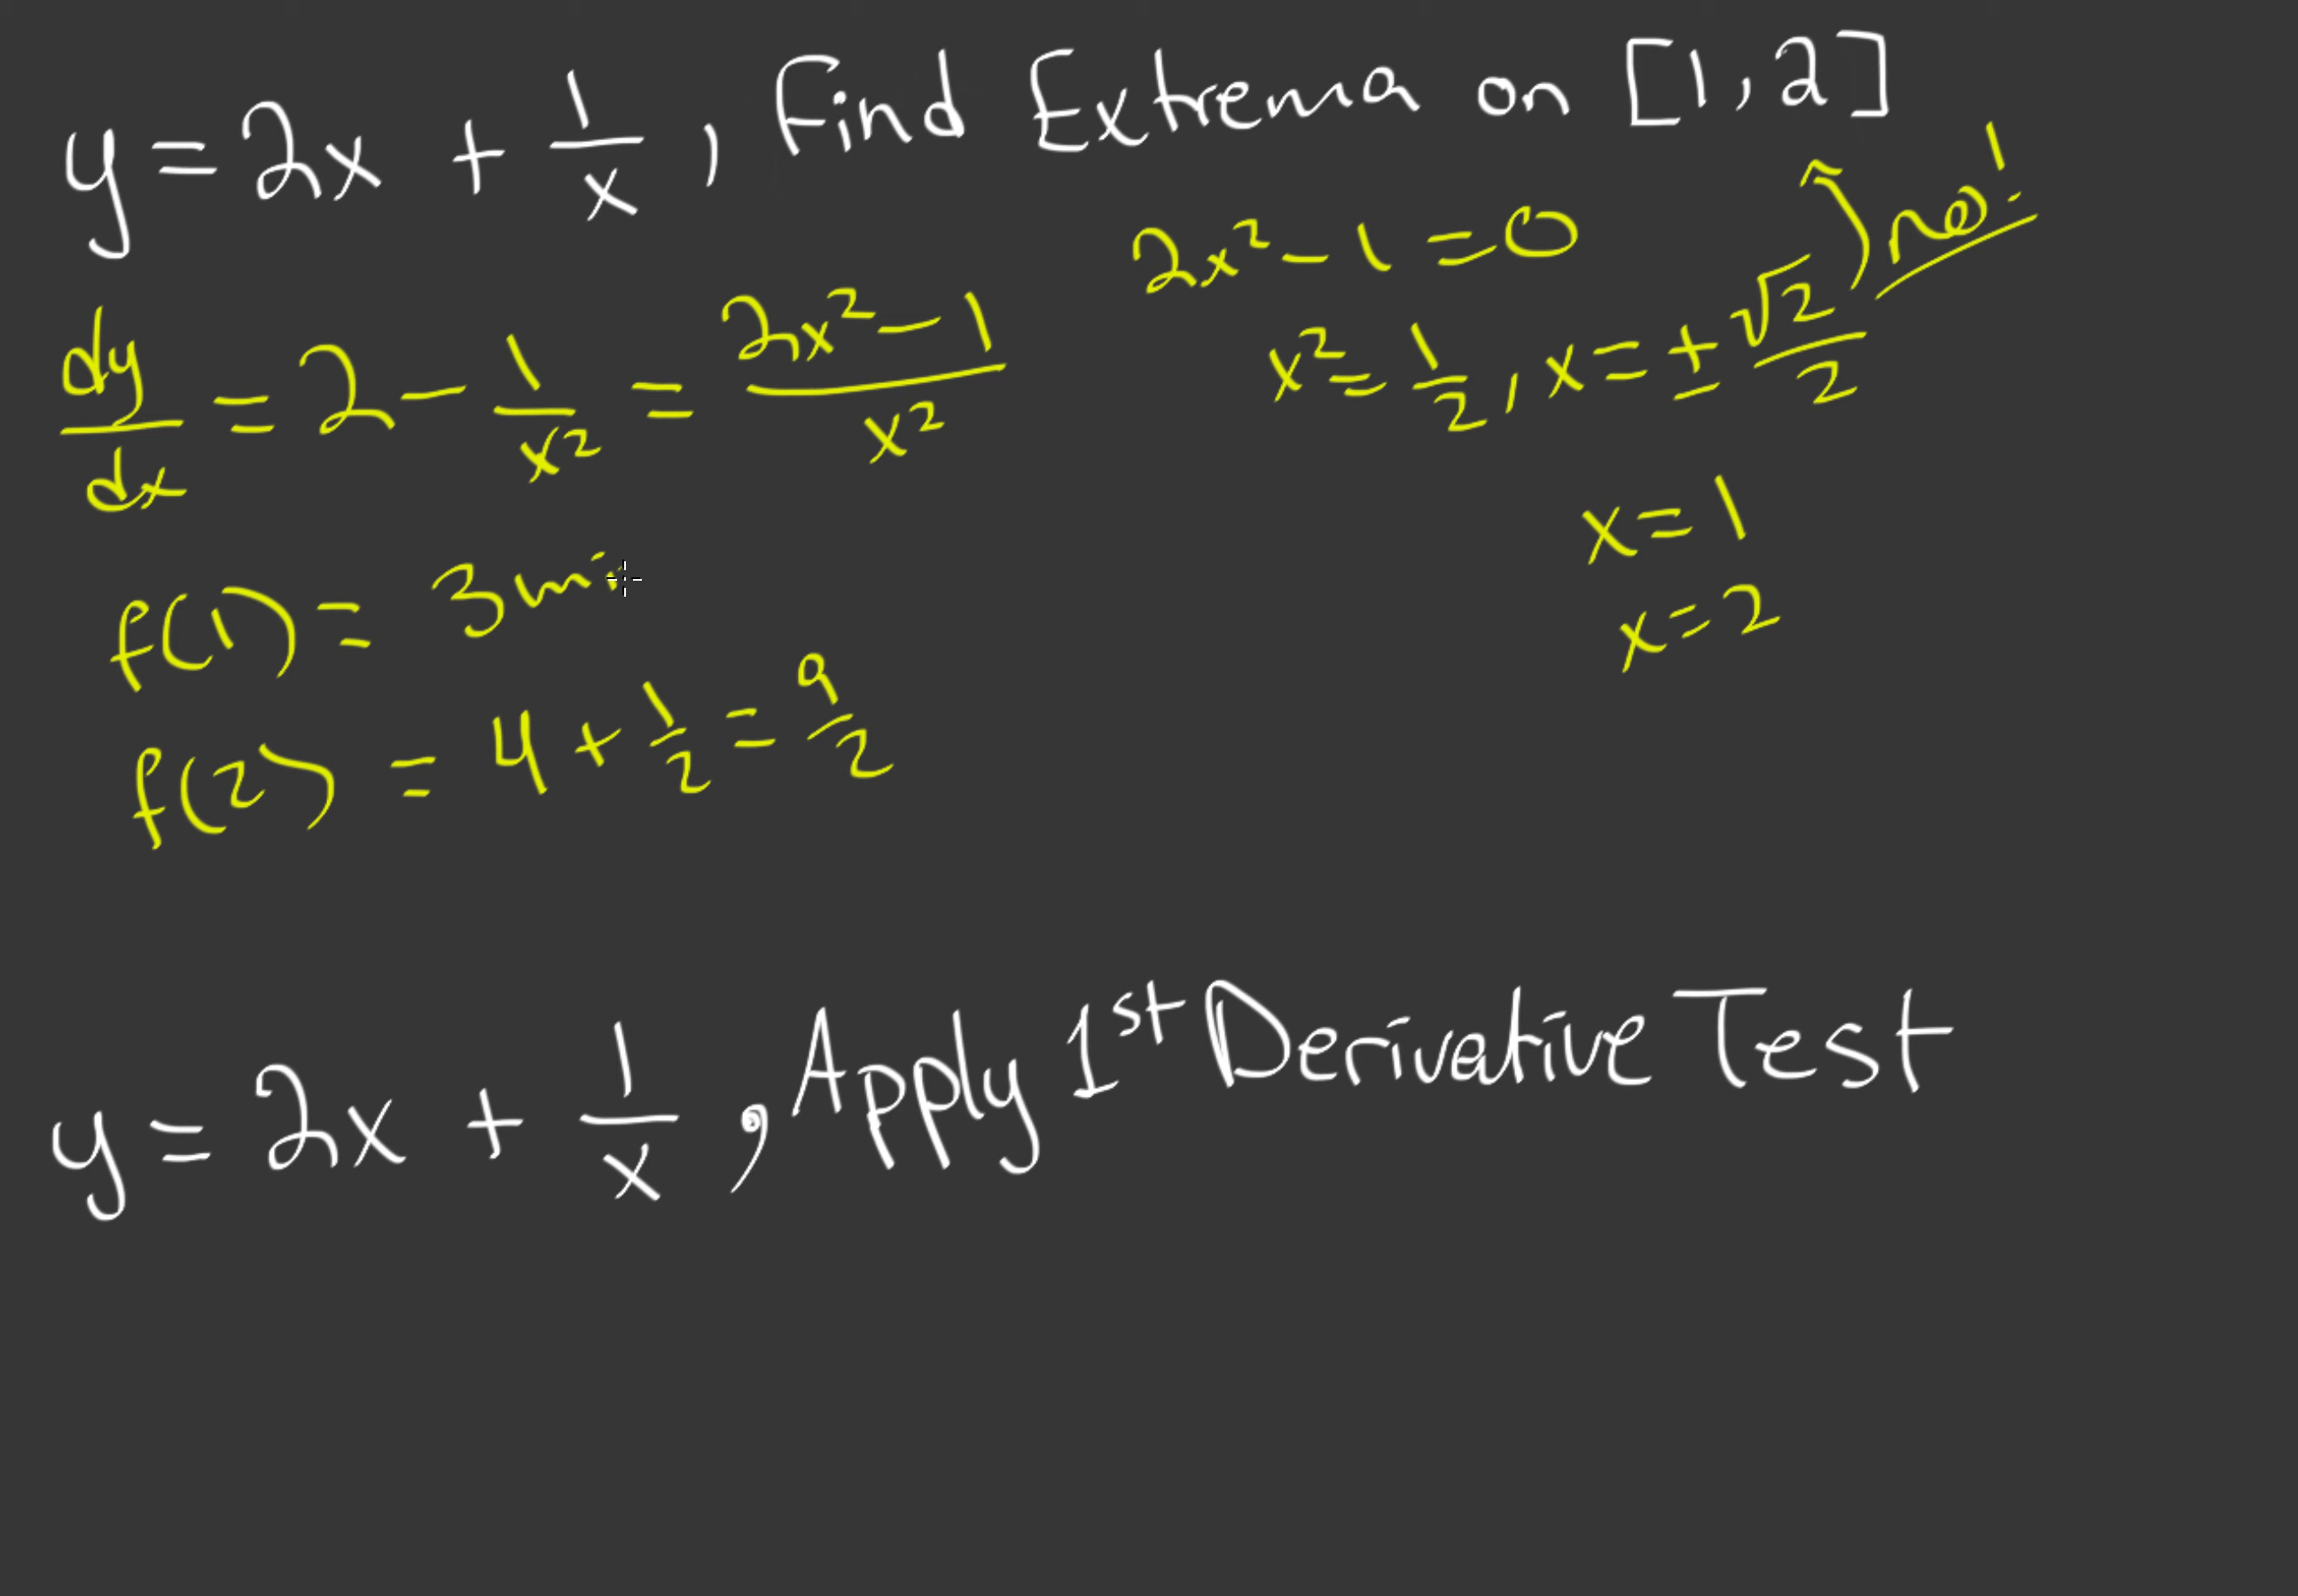 y = 2x + 1/x, Find Extrema on [1, 2]
dy/dx = 2 - 1/x² = (2x² - 1)/x²
2x² - 1 = 0
x² = 1/2, x = ± √2/2 } no!
x = 1
x = 2
f(1) = 3 mi
f(2) = 4 + 1/2 = 9/2
y = 2x + 1/x, Apply 1st Derivative Test